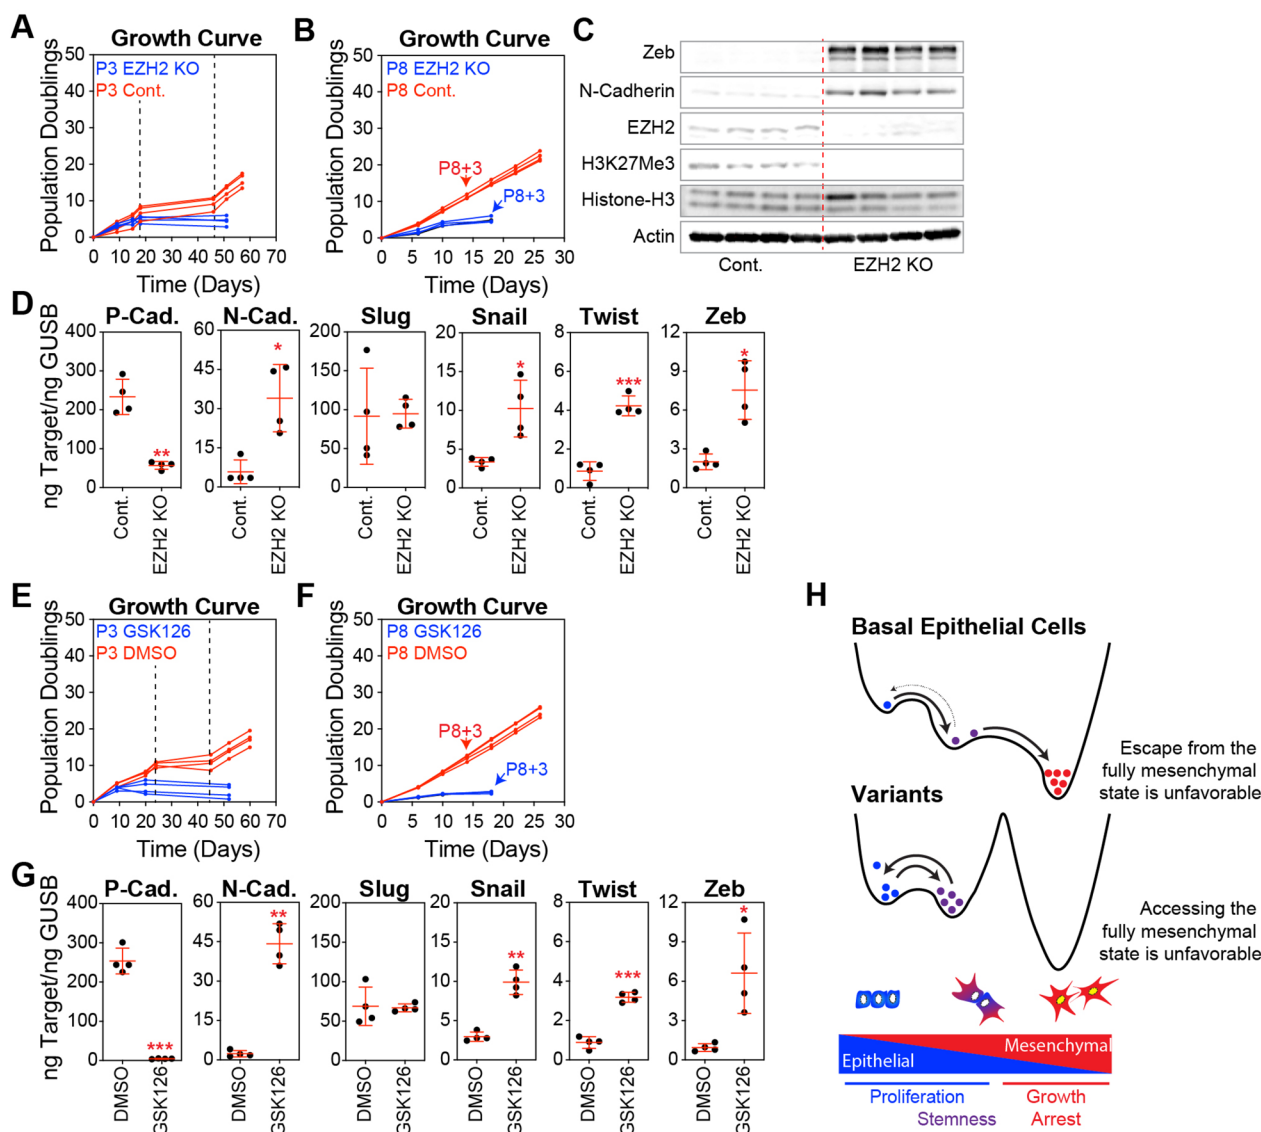 A
Growth Curve
Population Doublings
50
40
30
20
10
0
P3 EZH2 KO
P3 Cont.
0 10 20 30 40 50 60 70
Time (Days)
B
Growth Curve
Population Doublings
50
40
30
20
10
0
P8 EZH2 KO
P8 Cont.
P8+3
P8+3
0 5 10 15 20 25 30
Time (Days)
C
Zeb
N-Cadherin
EZH2
H3K27Me3
Histone-H3
Actin
Cont. EZH2 KO
D
ng Target/ng GUSB
P-Cad.
400
300
200
100
0
**
Cont.
EZH2 KO
N-Cad.
60
45
30
15
0
*
Cont.
EZH2 KO
Slug
200
150
100
50
0
Cont.
EZH2 KO
Snail
20
15
10
5
0
*
Cont.
EZH2 KO
Twist
8
6
4
2
0
***
Cont.
EZH2 KO
Zeb
12
9
6
3
0
*
Cont.
EZH2 KO
E
Growth Curve
Population Doublings
50
40
30
20
10
0
P3 GSK126
P3 DMSO
0 10 20 30 40 50 60 70
Time (Days)
F
Growth Curve
Population Doublings
50
40
30
20
10
0
P8 GSK126
P8 DMSO
P8+3
P8+3
0 5 10 15 20 25 30
Time (Days)
G
ng Target/ng GUSB
P-Cad.
400
300
200
100
0
***
DMSO
GSK126
N-Cad.
60
45
30
15
0
**
DMSO
GSK126
Slug
200
150
100
50
0
DMSO
GSK126
Snail
20
15
10
5
0
**
DMSO
GSK126
Twist
8
6
4
2
0
***
DMSO
GSK126
Zeb
12
9
6
3
0
*
DMSO
GSK126
H
Basal Epithelial Cells
Escape from the
fully mesenchymal
state is unfavorable
Variants
Accessing the
fully mesenchymal
state is unfavorable
Mesenchymal
Epithelial
Proliferation
Stemness
Growth
Arrest